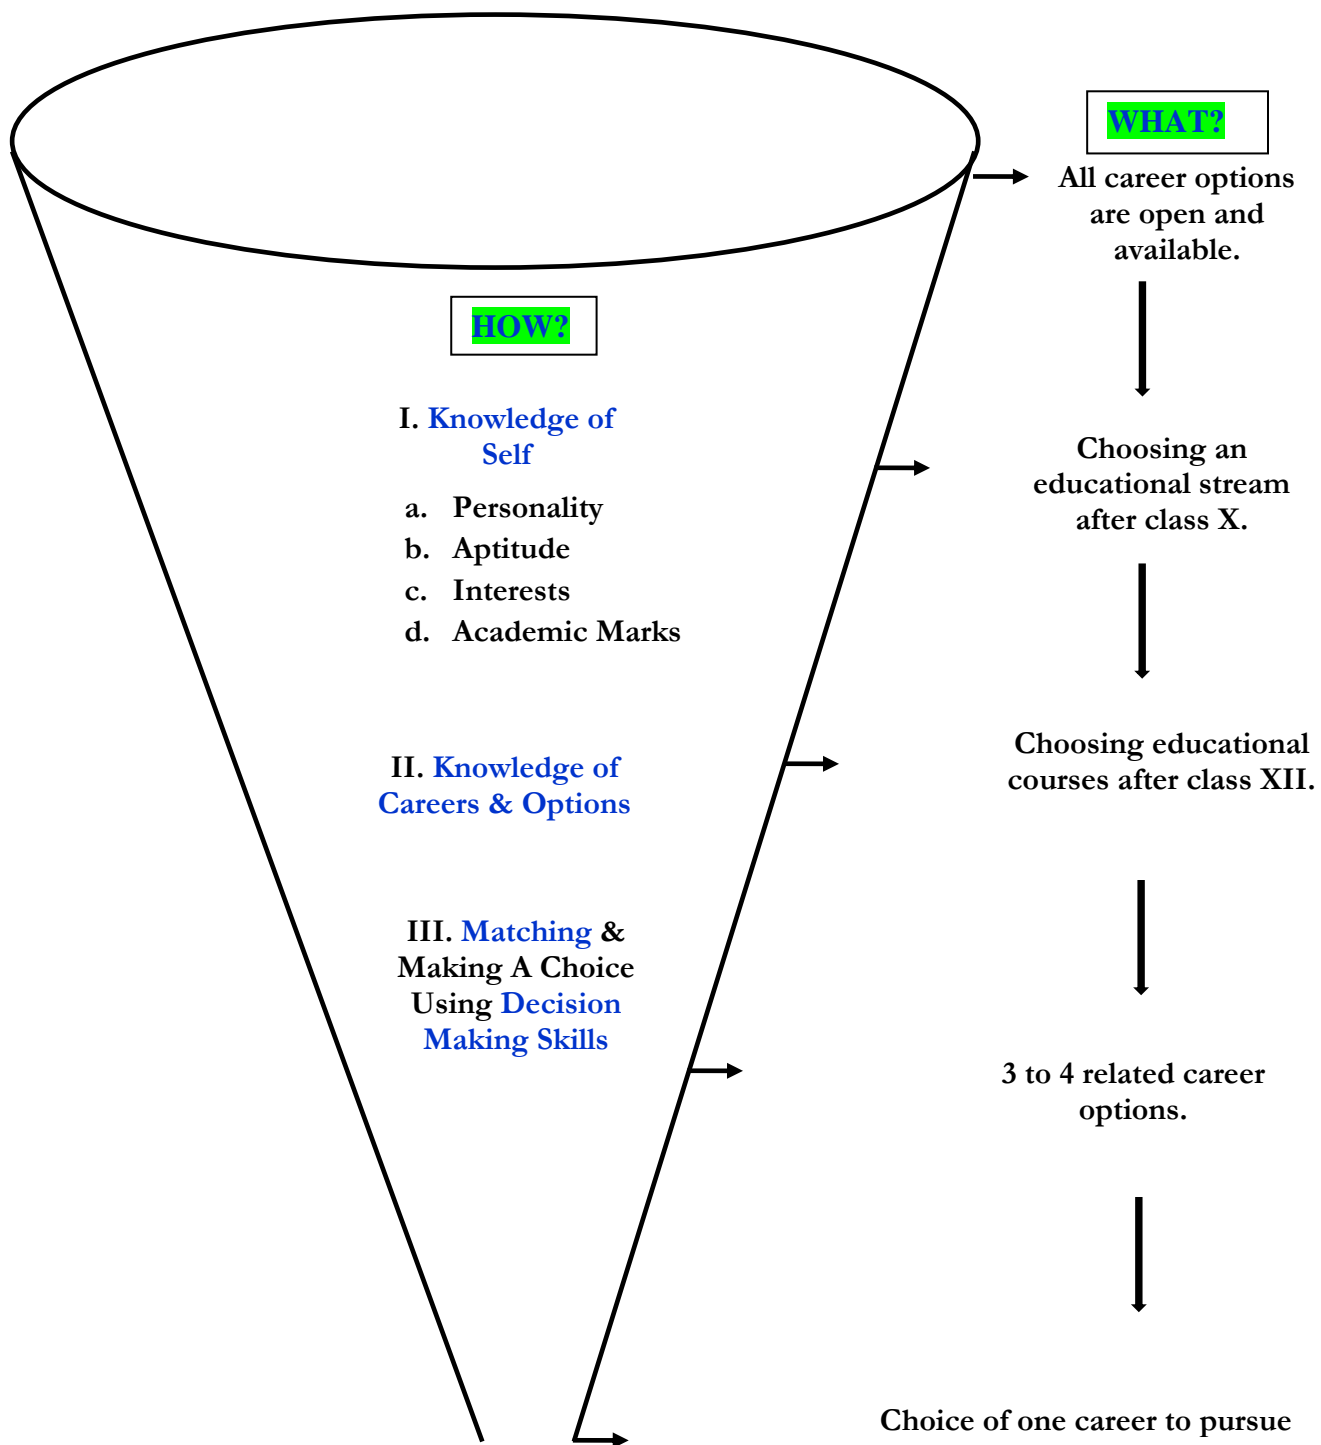 WHAT?
All career options
are open and
available.
HOW?
I. Knowledge of
Self
a. Personality
b. Aptitude
c. Interests
d. Academic Marks
Choosing an
educational stream
after class X.
II. Knowledge of
Careers & Options
Choosing educational
courses after class XII.
III. Matching &
Making A Choice
Using Decision
Making Skills
3 to 4 related career
options.
Choice of one career to pursue